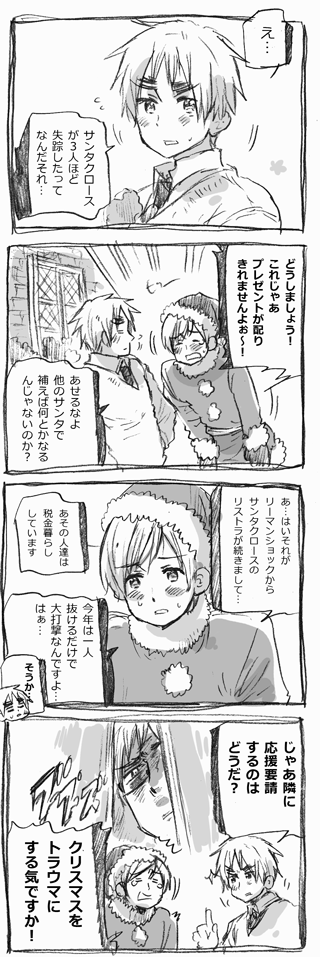 え…
サンタクロース
が3人ほど
失踪したって
なんだそれ…
どうしましょう！
これじゃあ
プレゼントが配り
きれませんよぉ～！
あせるなよ
他のサンタで
補えば何とかなる
んじゃないのか？
あ…はいそれが
リーマンショックから
サンタクロースの
リストラが続きまして…
あその人達は
税金暮らし
しています
今年は一人
抜けるだけで
大打撃なんですよ…
はぁ…
そうか…
じゃあ隣に
応援要請
するのは
どうだ？
クリスマスを
トラウマに
する気ですか！